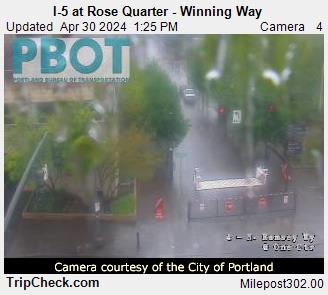 I-5 at Rose Quarter - Winning Way
Updated Apr 30 2024 1:25 PM Camera 4
PBOT
PORTLAND BUREAU OF TRANSPORTATION
Camera courtesy of the City of Portland
TripCheck.com Milepost302.00